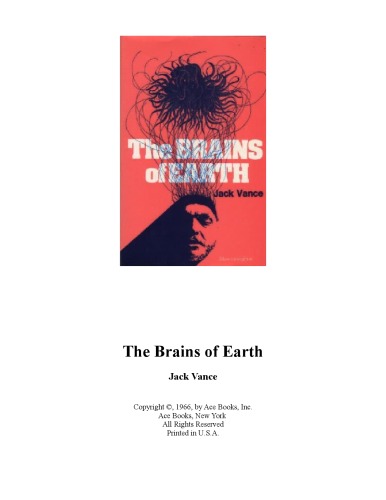 The BRAINS
of EARTH
Jack Vance
The Brains of Earth
Jack Vance
Copyright ©, 1966, by Ace Books, Inc.
Ace Books, New York
All Rights Reserved
Printed in U.S.A.